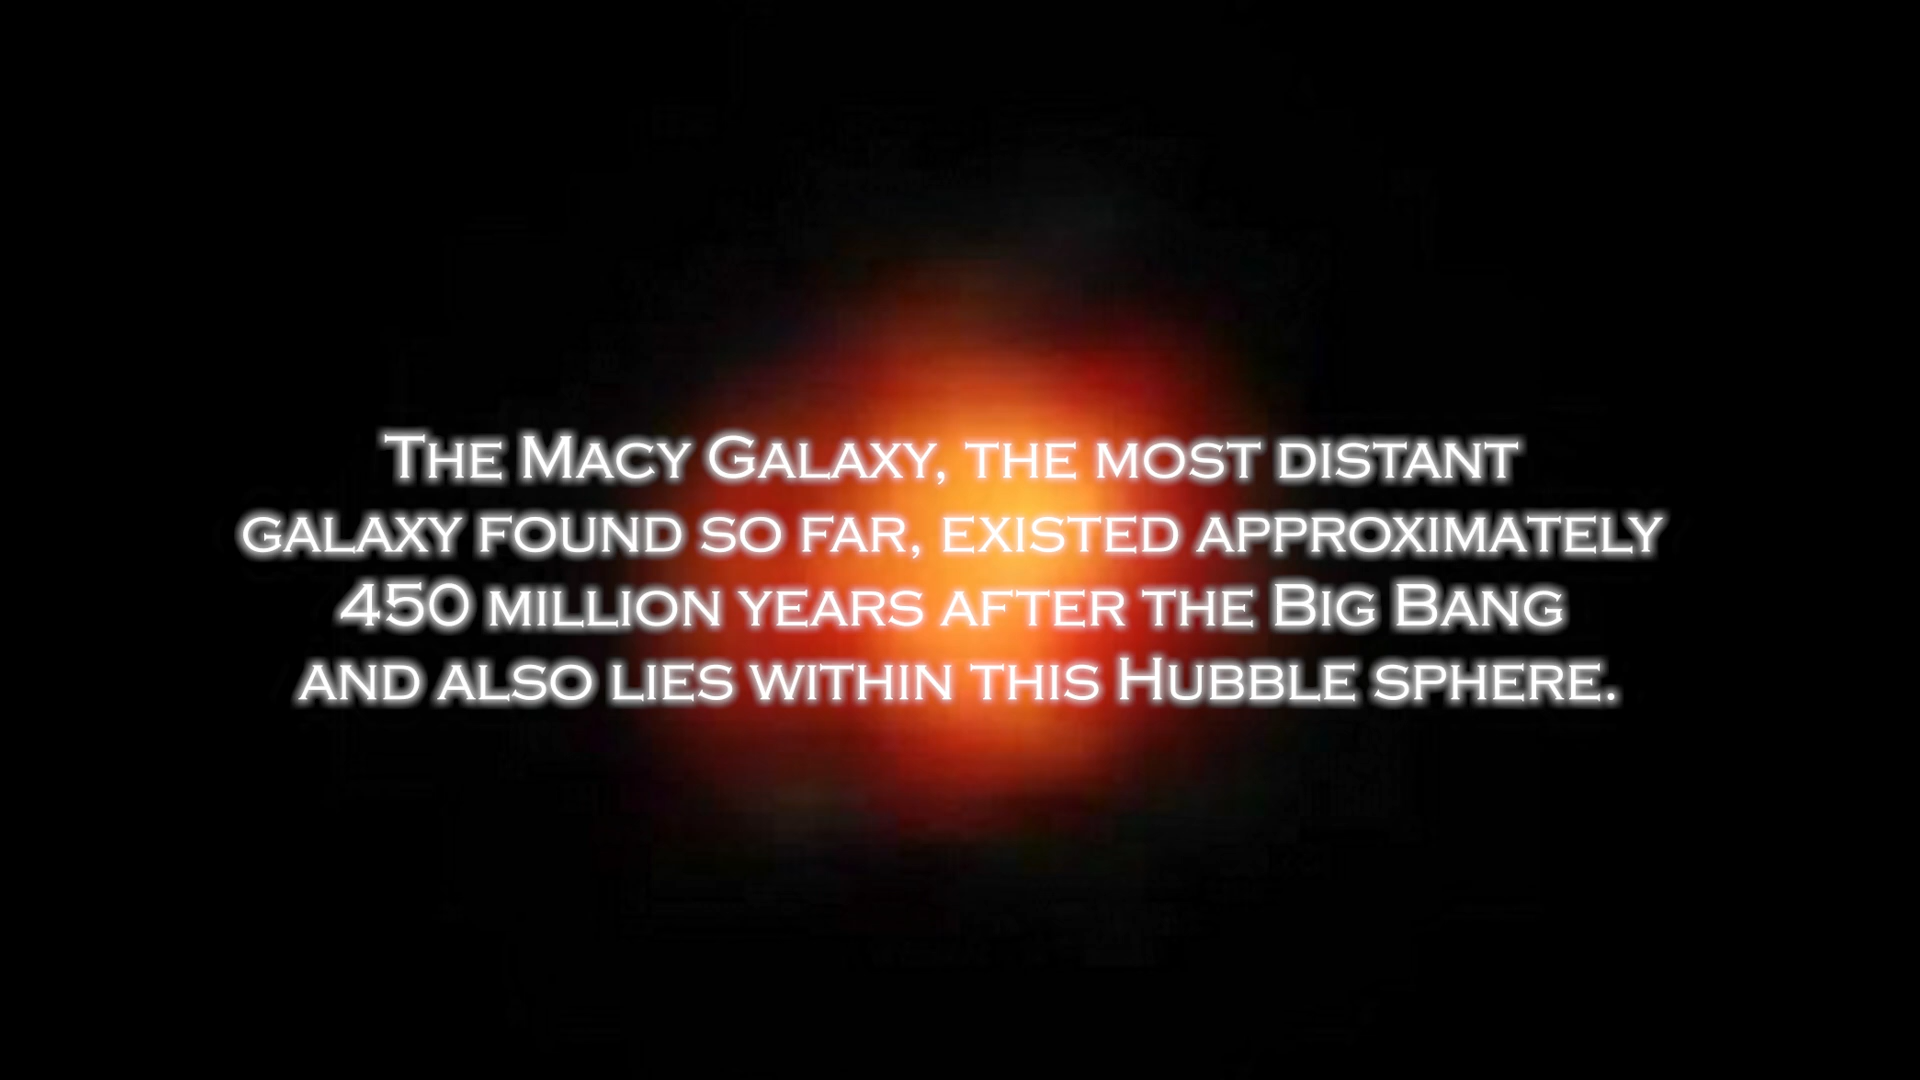 The Macy Galaxy, the most distant
galaxy found so far, existed approximately
450 million years after the Big Bang
and also lies within this Hubble sphere.